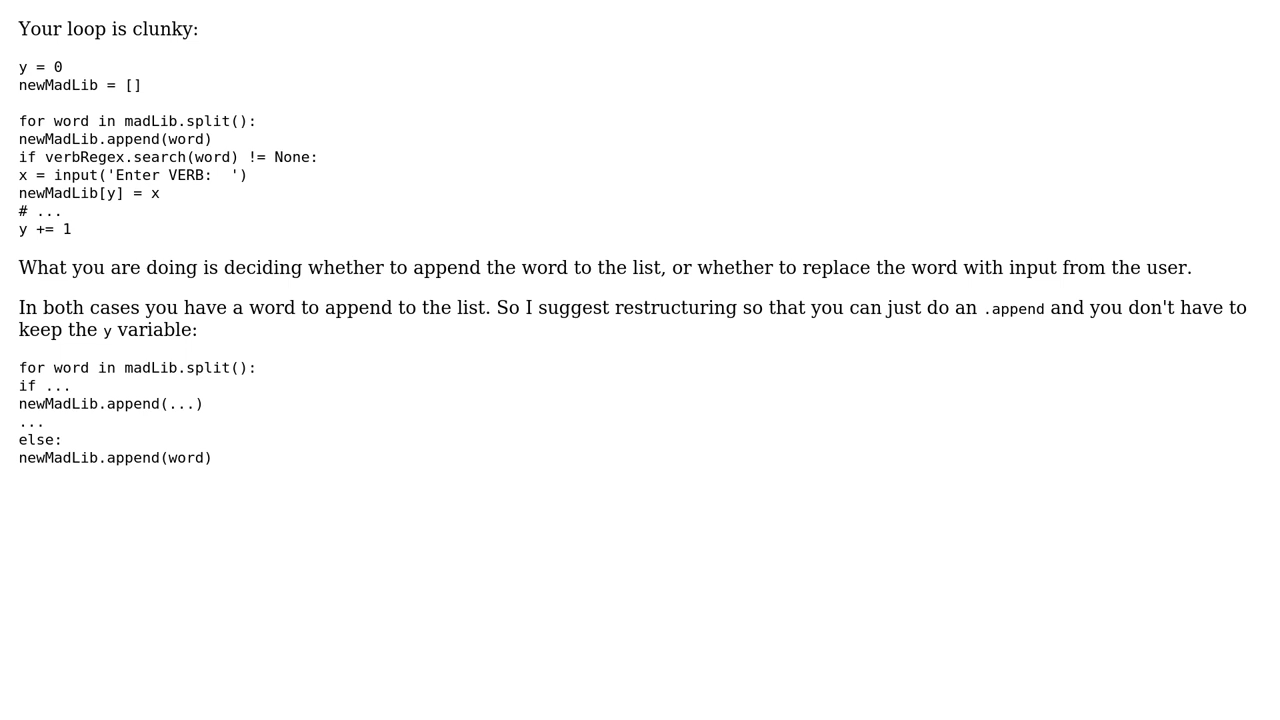 Your loop is clunky:
y = 0
newMadLib = []
for word in madLib.split():
newMadLib.append(word)
if verbRegex.search(word) != None:
x = input('Enter VERB:  ')
newMadLib[y] = x
# ...
y += 1
What you are doing is deciding whether to append the word to the list, or whether to replace the word with input from the user.
In both cases you have a word to append to the list. So I suggest restructuring so that you can just do an .append and you don't have to
keep the y variable:
for word in madLib.split():
if ...
newMadLib.append(...)
...
else:
newMadLib.append(word)